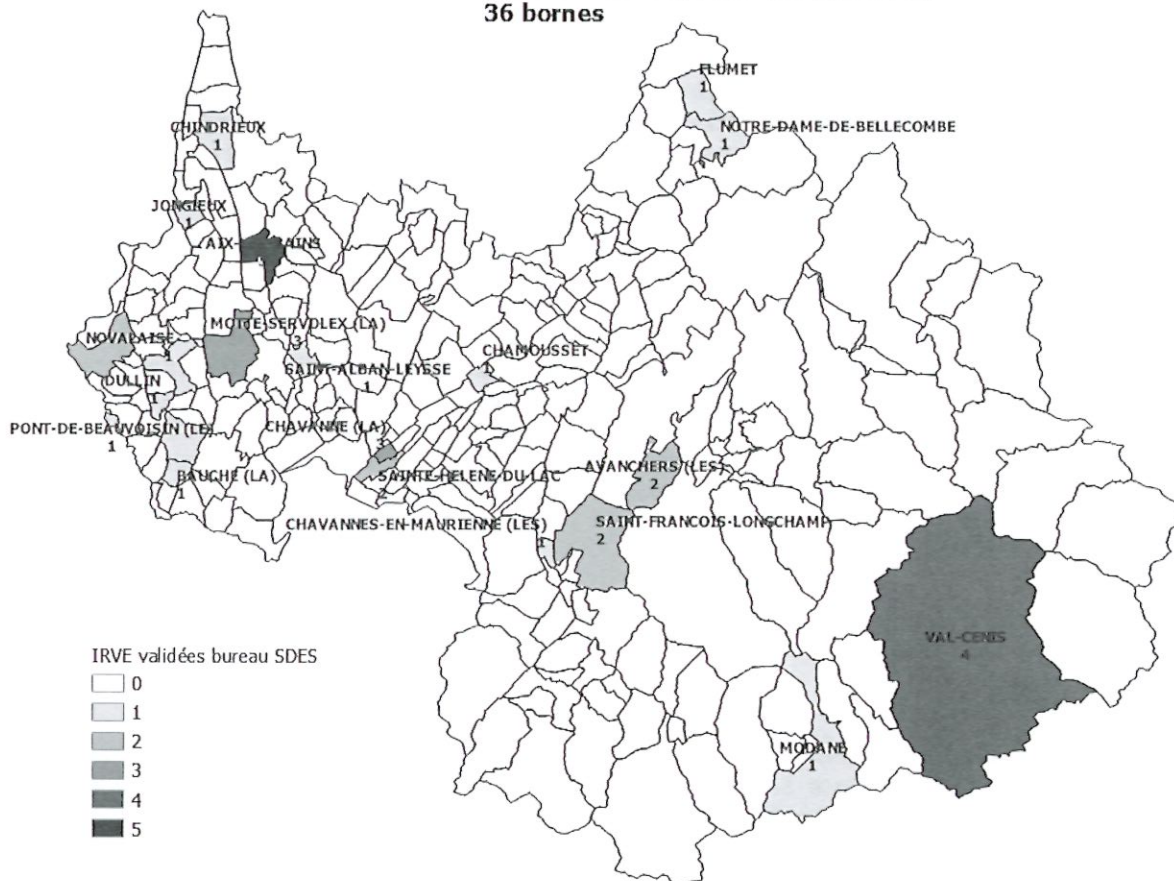 36 bornes
FLUMET
1
CHINDRIEUX
1
NOTRE-DAME-DE-BELLECOMBE
1
JONGIEUX
1
AIX- BAINS
MOTTE-SERVOLEX (LA)
3
NOVALAISE
1
CHAMOUSSET
1
SAINT-ALBAN-LEYSSE
1
DULLIN
1
PONT-DE-BEAUVOISIN (LE)
1
CHAVANNE (LA)
3
AVANCHERS (LES)
2
BAUCHE (LA)
1
SAINTE-HELENE-DU-LAC
2
CHAVANNES-EN-MAURIENNE (LES)
1
SAINT-FRANCOIS-LONGCHAMP
2
VAL-CENIS
4
MODANE
1
IRVE validées bureau SDES
0
1
2
3
4
5